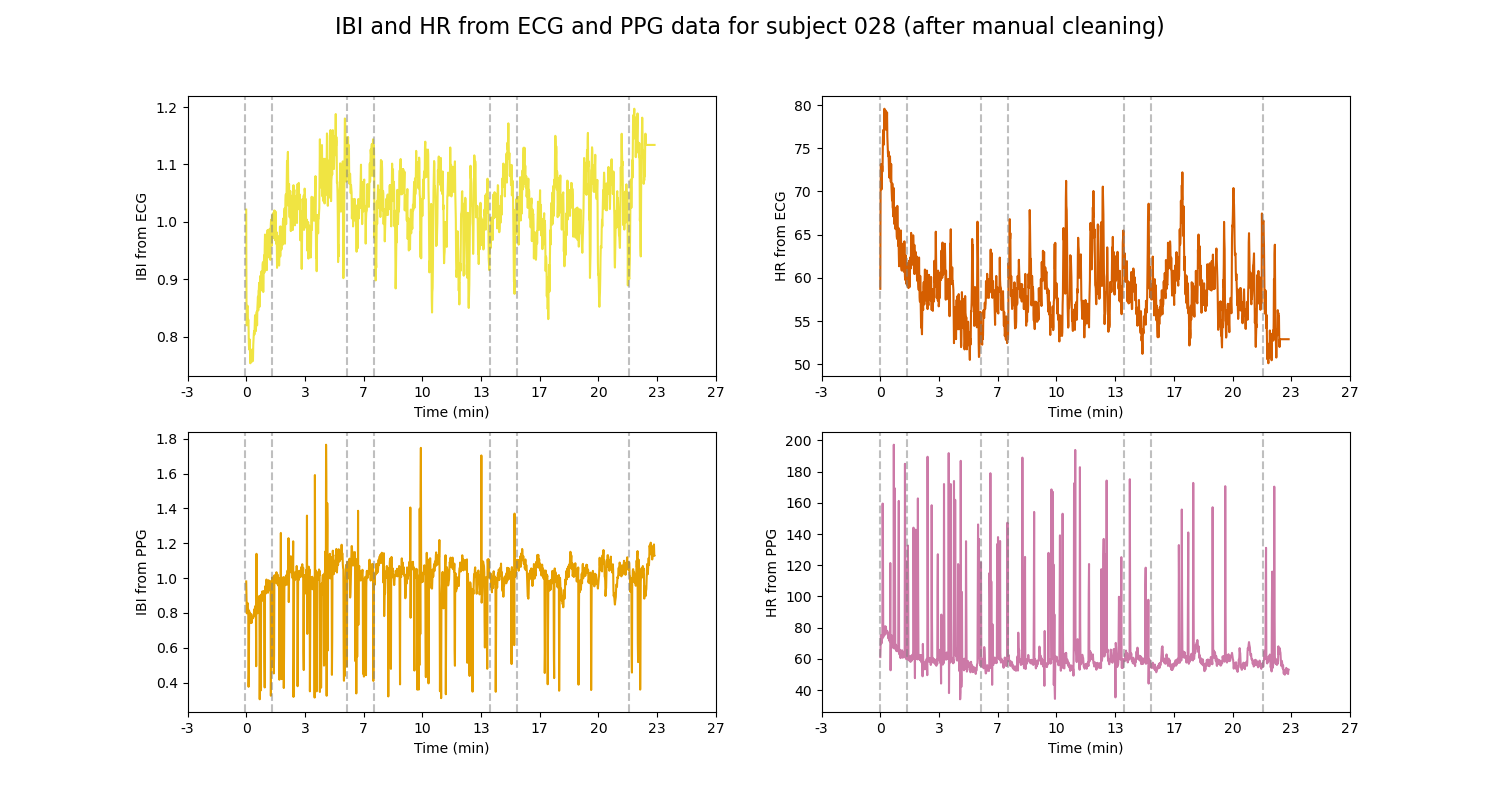 IBI and HR from ECG and PPG data for subject 028 (after manual cleaning)
IBI from ECG
1.2
1.1
1.0
0.9
0.8
-3 0 3 7 10 13 17 20 23 27
Time (min)
HR from ECG
80
75
70
65
60
55
50
-3 0 3 7 10 13 17 20 23 27
Time (min)
IBI from PPG
1.8
1.6
1.4
1.2
1.0
0.8
0.6
0.4
-3 0 3 7 10 13 17 20 23 27
Time (min)
HR from PPG
200
180
160
140
120
100
80
60
40
-3 0 3 7 10 13 17 20 23 27
Time (min)